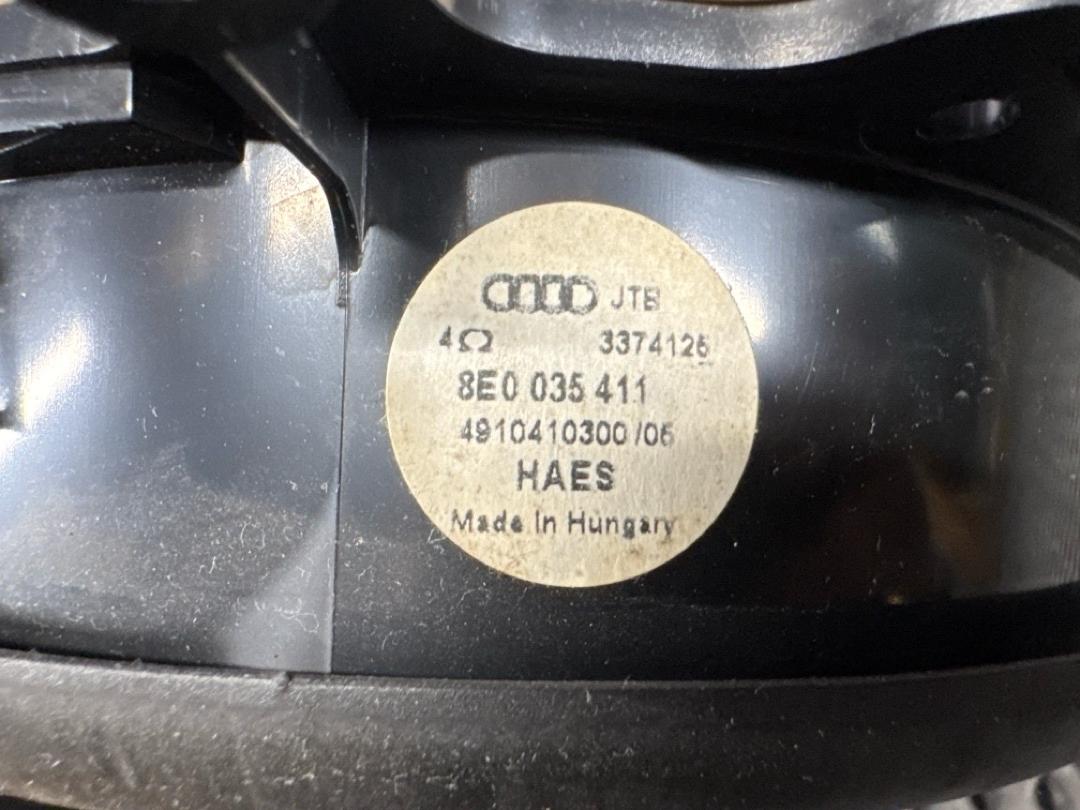 JTB
4Ω 3374126
8E0 035 411
4910410300/06
HAES
Made In Hungary